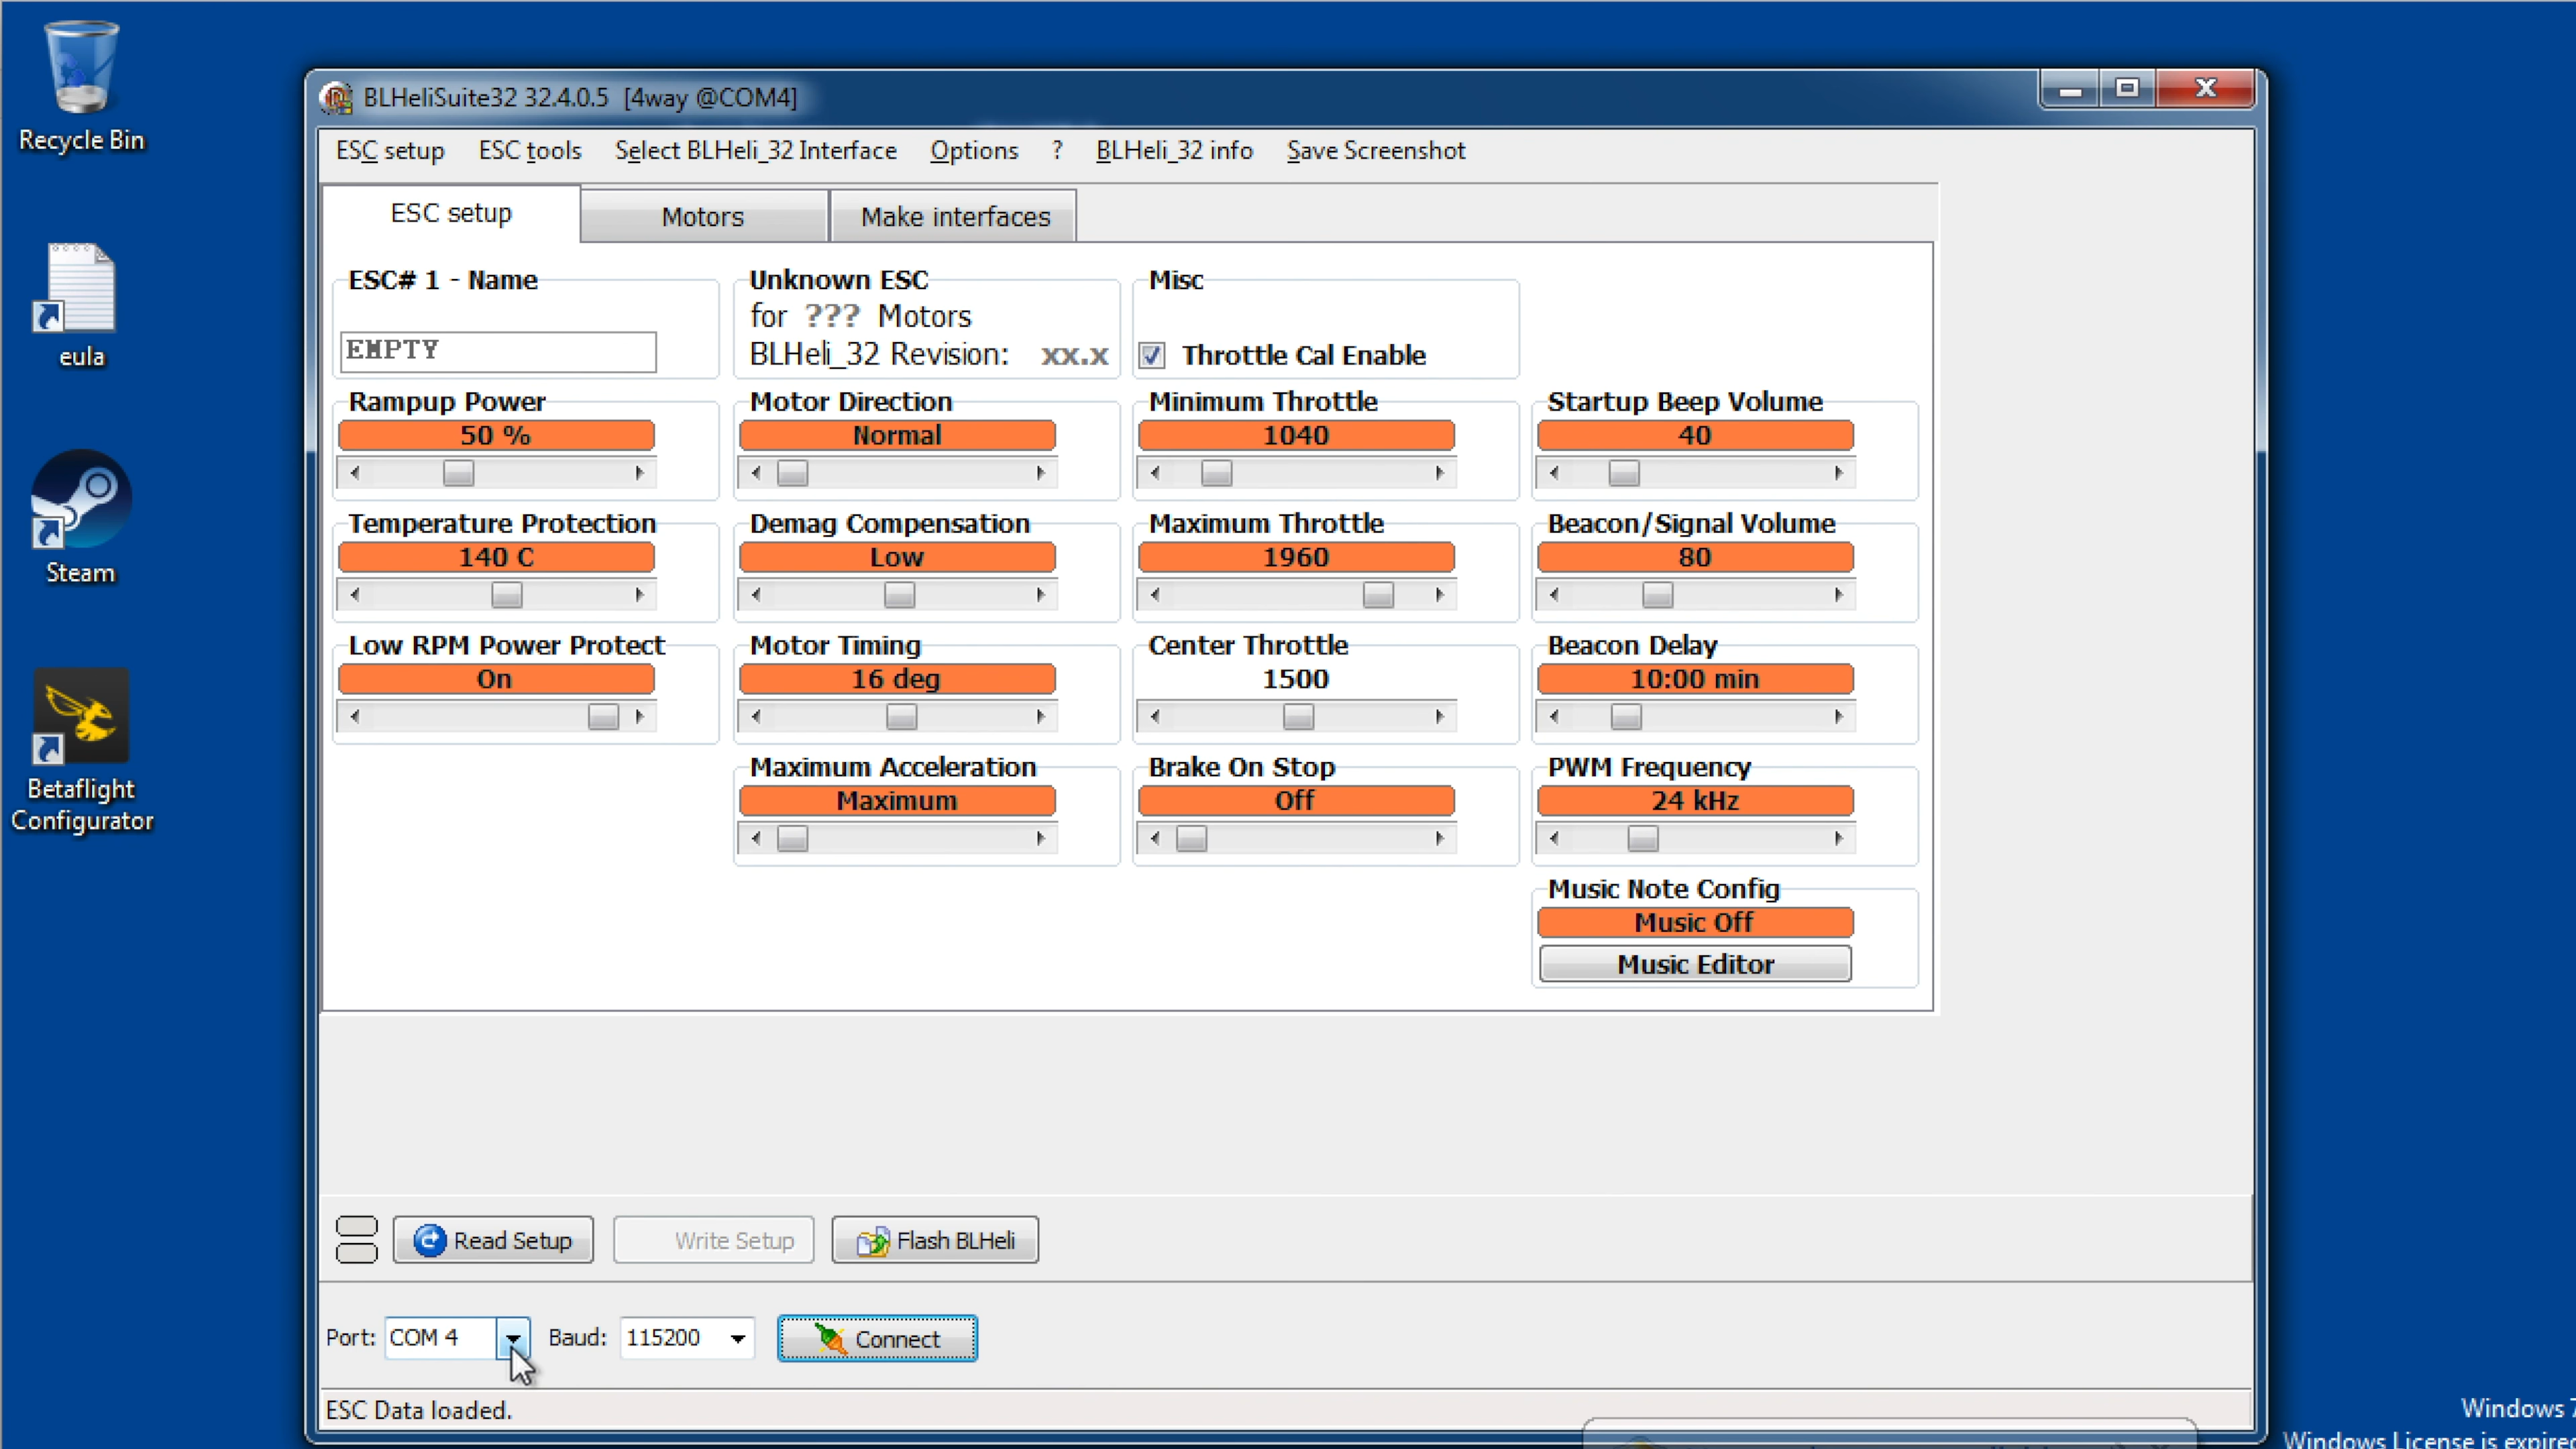 Recycle Bin
eula
Steam
Betaflight
Configurator
BLHeliSuite32 32.4.0.5 [4way @COM4]
ESC setup ESC tools Select BLHeli_32 Interface Options ? BLHeli_32 info Save Screenshot
ESC setup Motors Make interfaces
ESC# 1 - Name
EMPTY
Unknown ESC
for ??? Motors
BLHeli_32 Revision: xx.x
Misc
Throttle Cal Enable
Rampup Power
50 %
Motor Direction
Normal
Minimum Throttle
1040
Startup Beep Volume
40
Temperature Protection
140 C
Demag Compensation
Low
Maximum Throttle
1960
Beacon/Signal Volume
80
Low RPM Power Protect
On
Motor Timing
16 deg
Center Throttle
1500
Beacon Delay
10:00 min
Maximum Acceleration
Maximum
Brake On Stop
Off
PWM Frequency
24 kHz
Music Note Config
Music Off
Music Editor
Read Setup Write Setup Flash BLHeli
Port: COM 4 Baud: 115200 Connect
ESC Data loaded.
Windows 7
Windows License is expired